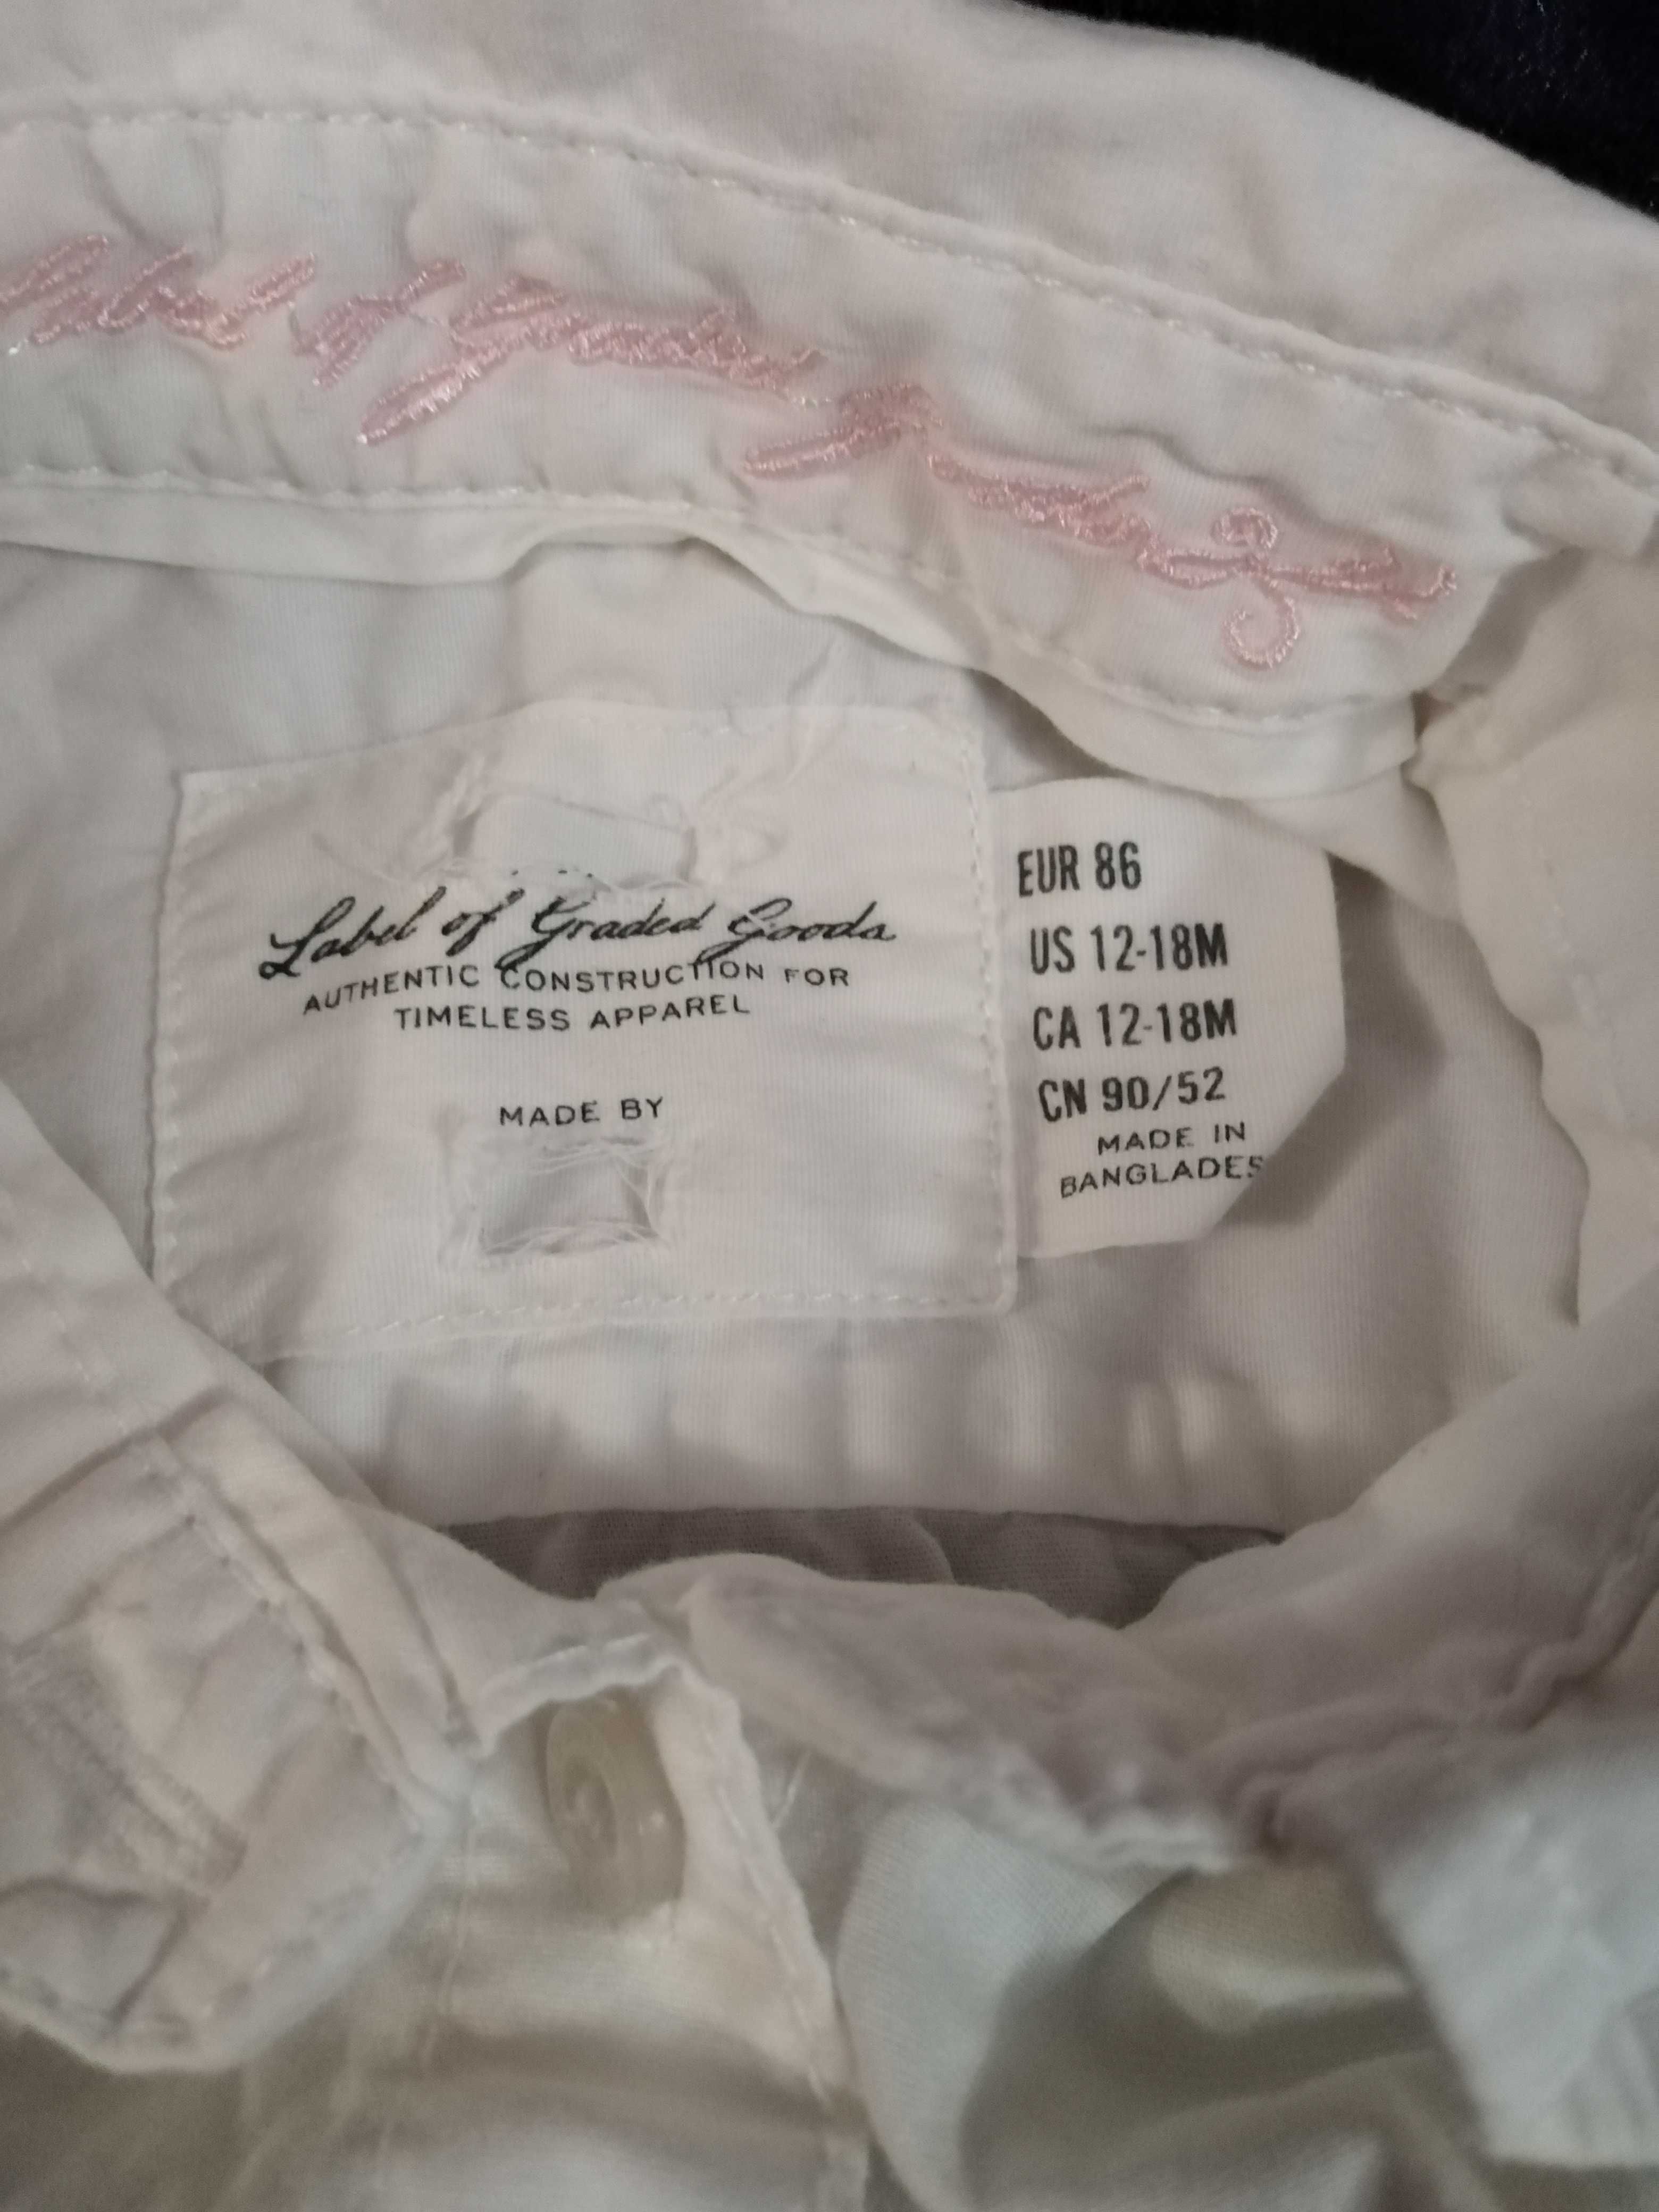 Label of Graded Goods
AUTHENTIC CONSTRUCTION FOR
TIMELESS APPAREL
MADE BY
EUR 86
US 12-18M
CA 12-18M
CN 90/52
MADE IN
BANGLADES